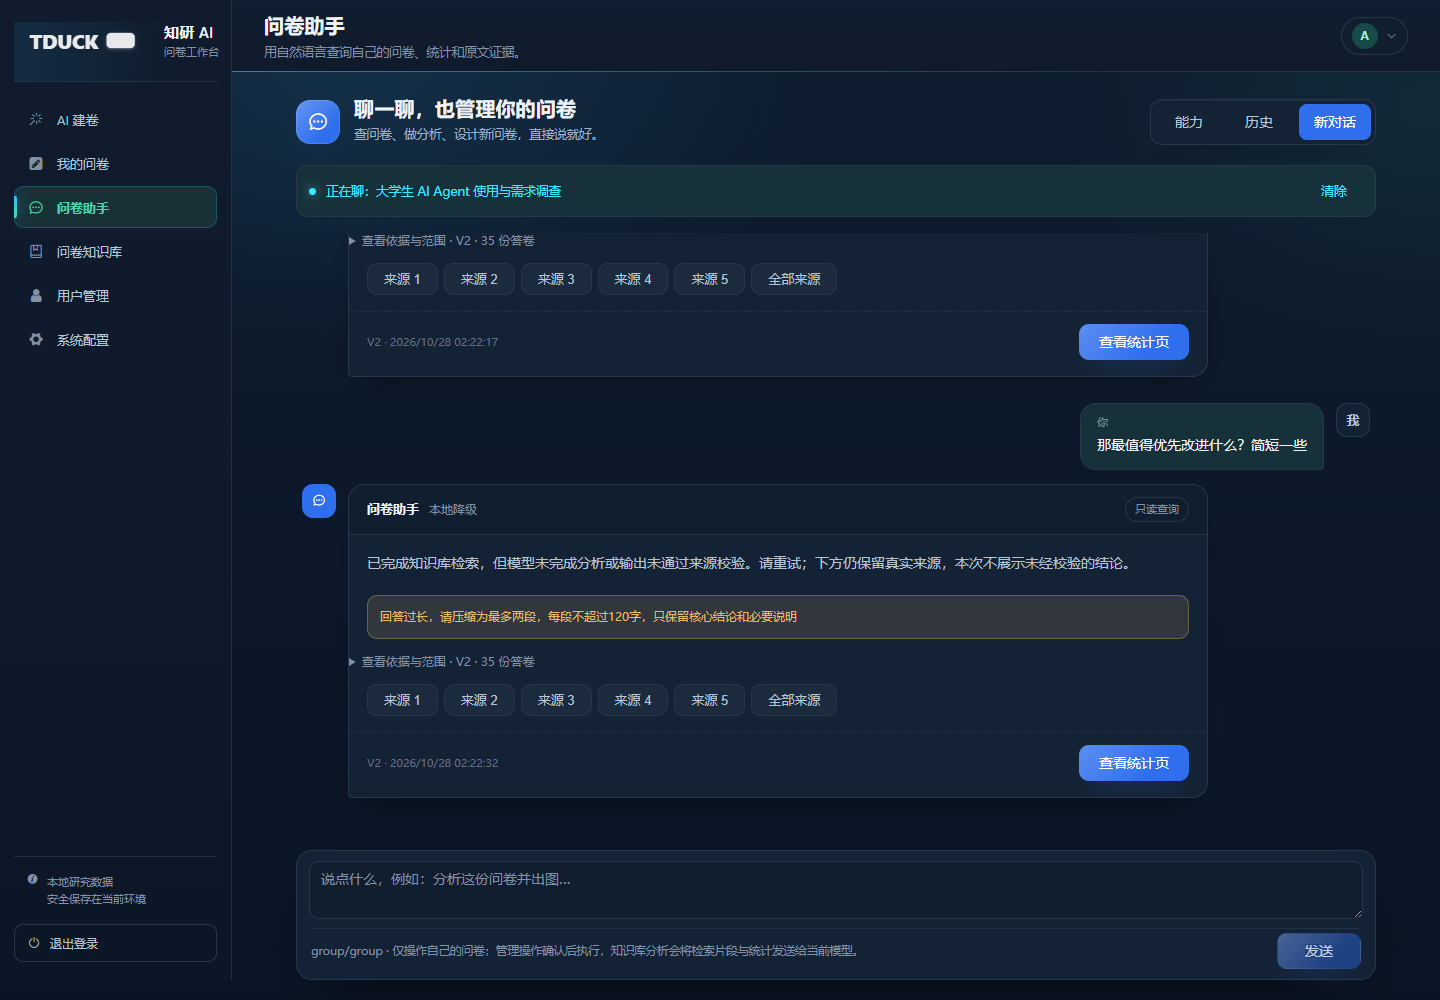 TDUCK
知研 AI
问卷工作台
AI 建卷
我的问卷
问卷助手
问卷知识库
用户管理
系统配置
本地研究数据
安全保存在当前环境
退出登录
问卷助手
用自然语言查询自己的问卷、统计和原文证据。
A
聊一聊，也管理你的问卷
查问卷、做分析、设计新问卷，直接说就好。
能力
历史
新对话
正在聊：大学生 AI Agent 使用与需求调查
清除
查看依据与范围 · V2 · 35 份答卷
来源 1
来源 2
来源 3
来源 4
来源 5
全部来源
V2 · 2026/10/28 02:22:17
查看统计页
你
那最值得优先改进什么？简短一些
我
问卷助手
本地降级
只读查询
已完成知识库检索，但模型未完成分析或输出未通过来源校验。请重试；下方仍保留真实来源，本次不展示未经校验的结论。
回答过长，请压缩为最多两段，每段不超过120字，只保留核心结论和必要说明
查看依据与范围 · V2 · 35 份答卷
来源 1
来源 2
来源 3
来源 4
来源 5
全部来源
V2 · 2026/10/28 02:22:32
查看统计页
说点什么，例如：分析这份问卷并出图...
group/group · 仅操作自己的问卷；管理操作确认后执行，知识库分析会将检索片段与统计发送给当前模型。
发送